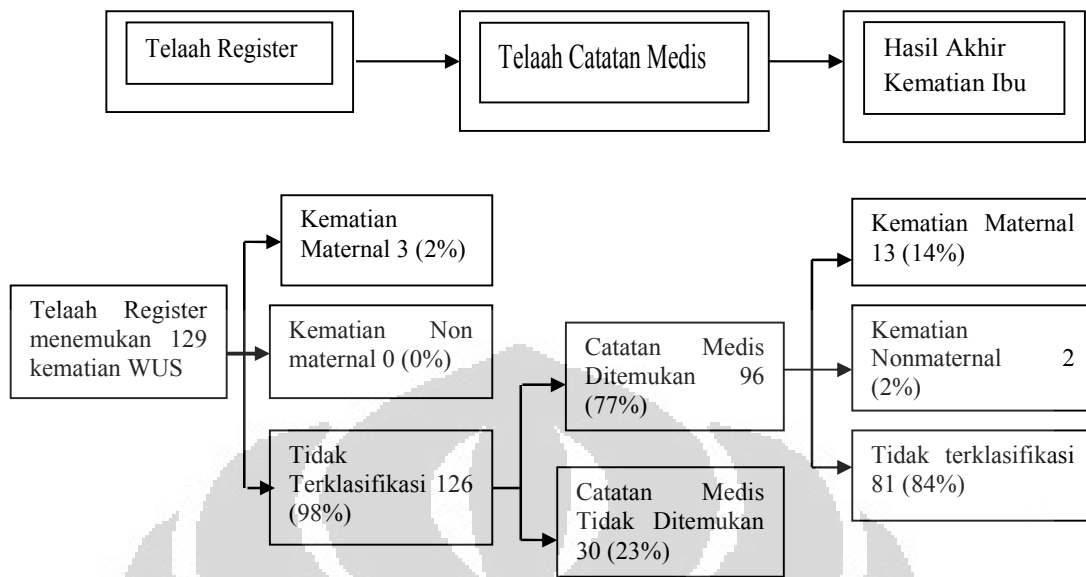 Telaah Register
Telaah Catatan Medis
Hasil Akhir
Kematian Ibu
Telaah Register
menemukan 129
kematian WUS
Kematian
Maternal 3 (2%)
Kematian Non
maternal 0 (0%)
Tidak
Terklasifikasi 126
(98%)
Catatan Medis
Ditemukan 96
(77%)
Catatan Medis
Tidak Ditemukan
30 (23%)
Kematian Maternal
13 (14%)
Kematian
Nonmaternal 2
(2%)
Tidak terklasifikasi
81 (84%)